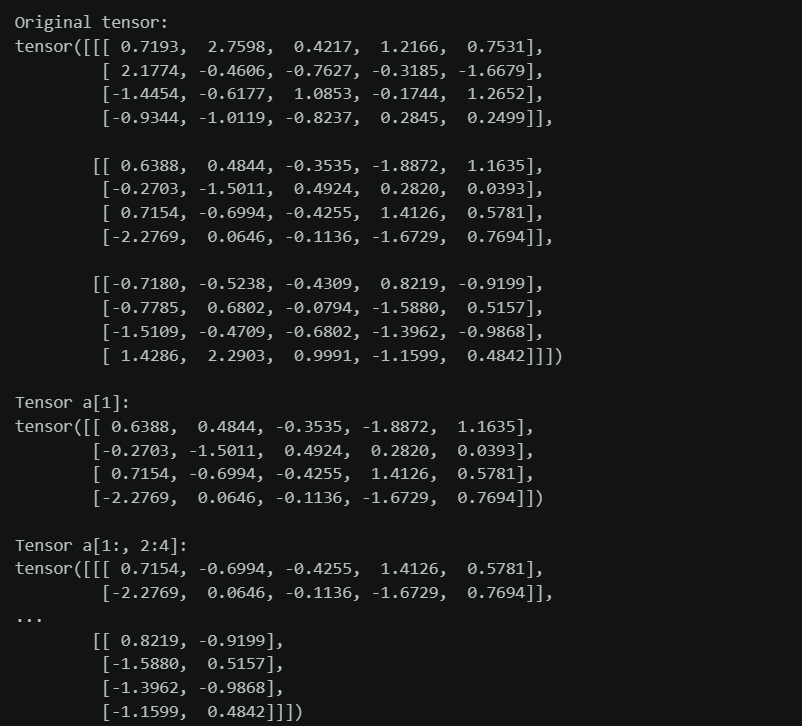 Original tensor:
tensor([[[ 0.7193,  2.7598,  0.4217,  1.2166,  0.7531],
         [ 2.1774, -0.4606, -0.7627, -0.3185, -1.6679],
         [-1.4454, -0.6177,  1.0853, -0.1744,  1.2652],
         [-0.9344, -1.0119, -0.8237,  0.2845,  0.2499]],

        [[ 0.6388,  0.4844, -0.3535, -1.8872,  1.1635],
         [-0.2703, -1.5011,  0.4924,  0.2820,  0.0393],
         [ 0.7154, -0.6994, -0.4255,  1.4126,  0.5781],
         [-2.2769,  0.0646, -0.1136, -1.6729,  0.7694]],

        [[-0.7180, -0.5238, -0.4309,  0.8219, -0.9199],
         [-0.7785,  0.6802, -0.0794, -1.5880,  0.5157],
         [-1.5109, -0.4709, -0.6802, -1.3962, -0.9868],
         [ 1.4286,  2.2903,  0.9991, -1.1599,  0.4842]]])

Tensor a[1]:
tensor([[ 0.6388,  0.4844, -0.3535, -1.8872,  1.1635],
        [-0.2703, -1.5011,  0.4924,  0.2820,  0.0393],
        [ 0.7154, -0.6994, -0.4255,  1.4126,  0.5781],
        [-2.2769,  0.0646, -0.1136, -1.6729,  0.7694]])

Tensor a[1:, 2:4]:
tensor([[[ 0.7154, -0.6994, -0.4255,  1.4126,  0.5781],
         [-2.2769,  0.0646, -0.1136, -1.6729,  0.7694]],
...
        [[ 0.8219, -0.9199],
         [-1.5880,  0.5157],
         [-1.3962, -0.9868],
         [-1.1599,  0.4842]]])